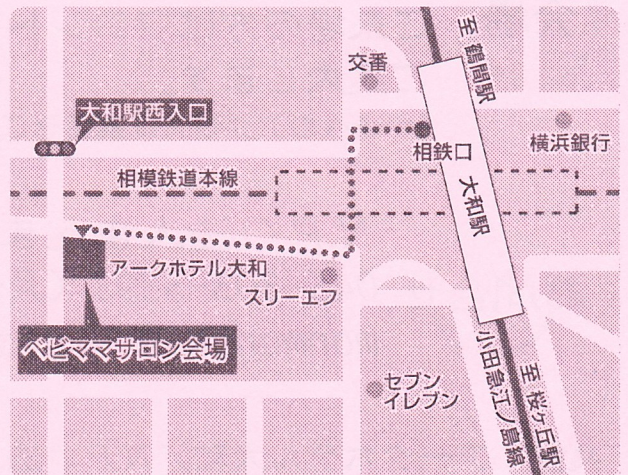 至 鶴間駅
交番
大和駅西入口
相鉄口
横浜銀行
相模鉄道本線
大和駅
アークホテル大和
スリーエフ
ベビママサロン会場
セブン
イレブン
小田急江ノ島線
至 桜ヶ丘駅